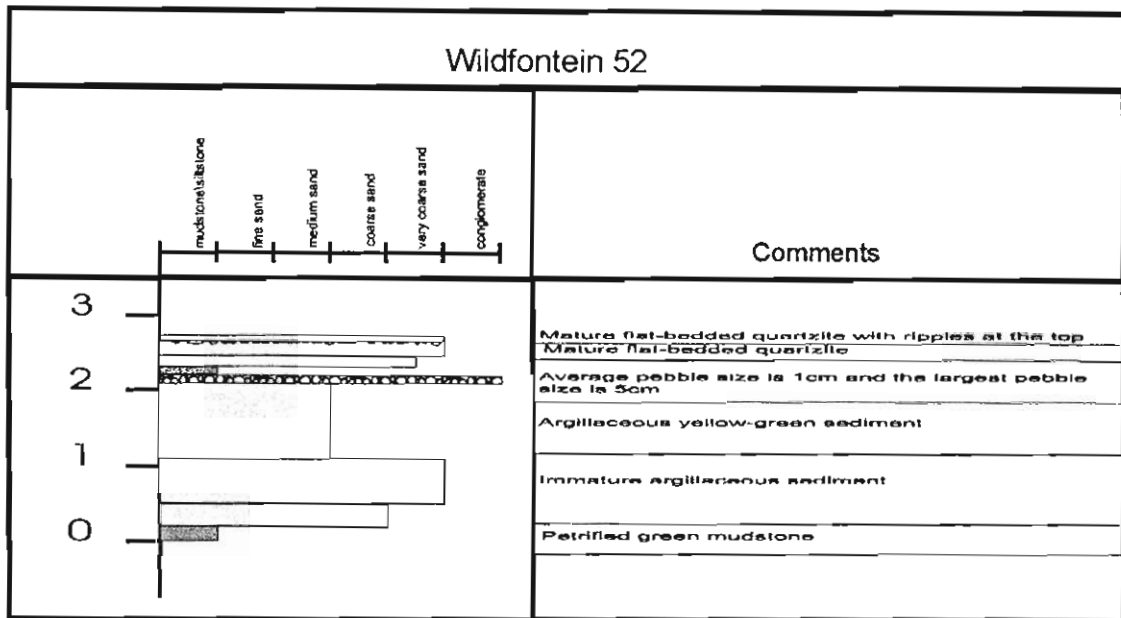 Wildfontein 52
mudstone\siltstone
fine sand
medium sand
coarse sand
very coarse sand
conglomerate
Comments
3
2
1
0
Mature flat-bedded quartzite with ripples at the top
Mature flat-bedded quartzite
Average pebble size is 1cm and the largest pebble
size is 5cm
Argillaceous yellow-green sediment
Immature argillaceous sediment
Petrified green mudstone